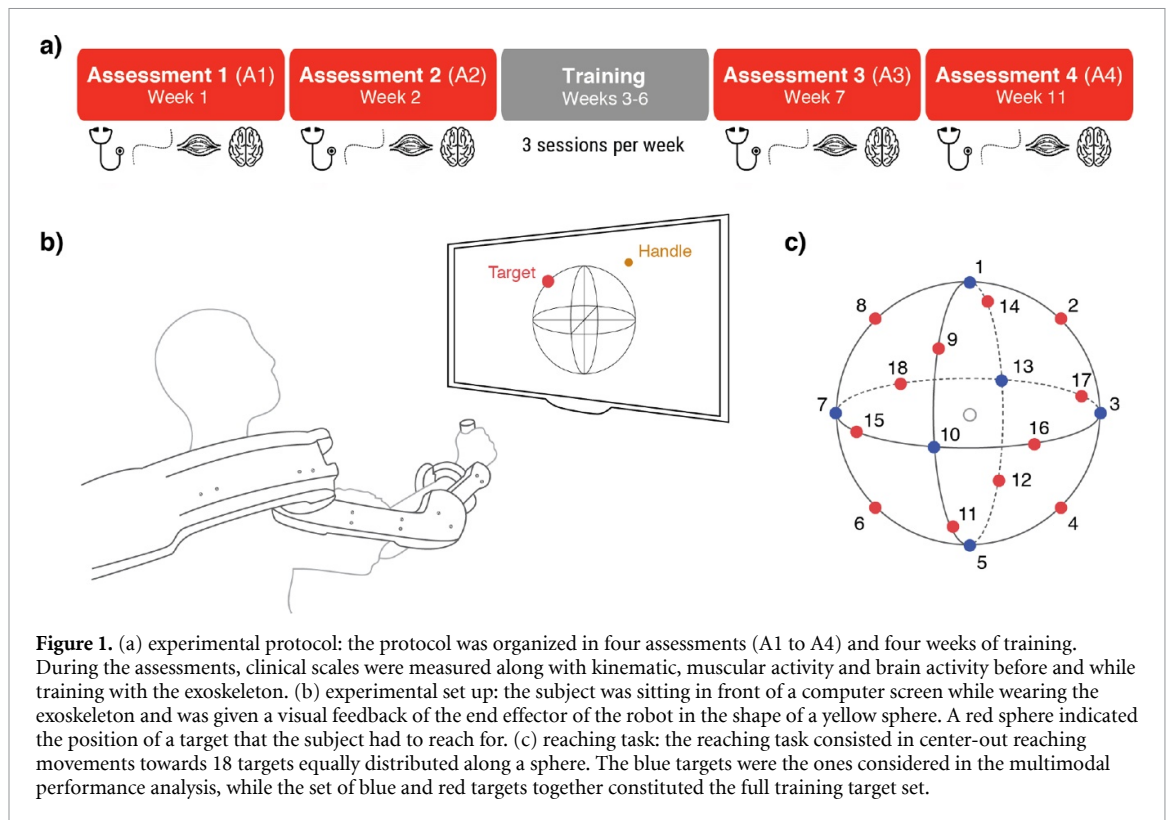 a)
Assessment 1 (A1)
Week 1
Assessment 2 (A2)
Week 2
Training
Weeks 3-6
Assessment 3 (A3)
Week 7
Assessment 4 (A4)
Week 11
3 sessions per week
b)
Target
Handle
c)
1
14
2
8
9
18
13
17
7
3
15
10
16
12
6
11
4
5
Figure 1. (a) experimental protocol: the protocol was organized in four assessments (A1 to A4) and four weeks of training.
During the assessments, clinical scales were measured along with kinematic, muscular activity and brain activity before and while
training with the exoskeleton. (b) experimental set up: the subject was sitting in front of a computer screen while wearing the
exoskeleton and was given a visual feedback of the end effector of the robot in the shape of a yellow sphere. A red sphere indicated
the position of a target that the subject had to reach for. (c) reaching task: the reaching task consisted in center-out reaching
movements towards 18 targets equally distributed along a sphere. The blue targets were the ones considered in the multimodal
performance analysis, while the set of blue and red targets together constituted the full training target set.